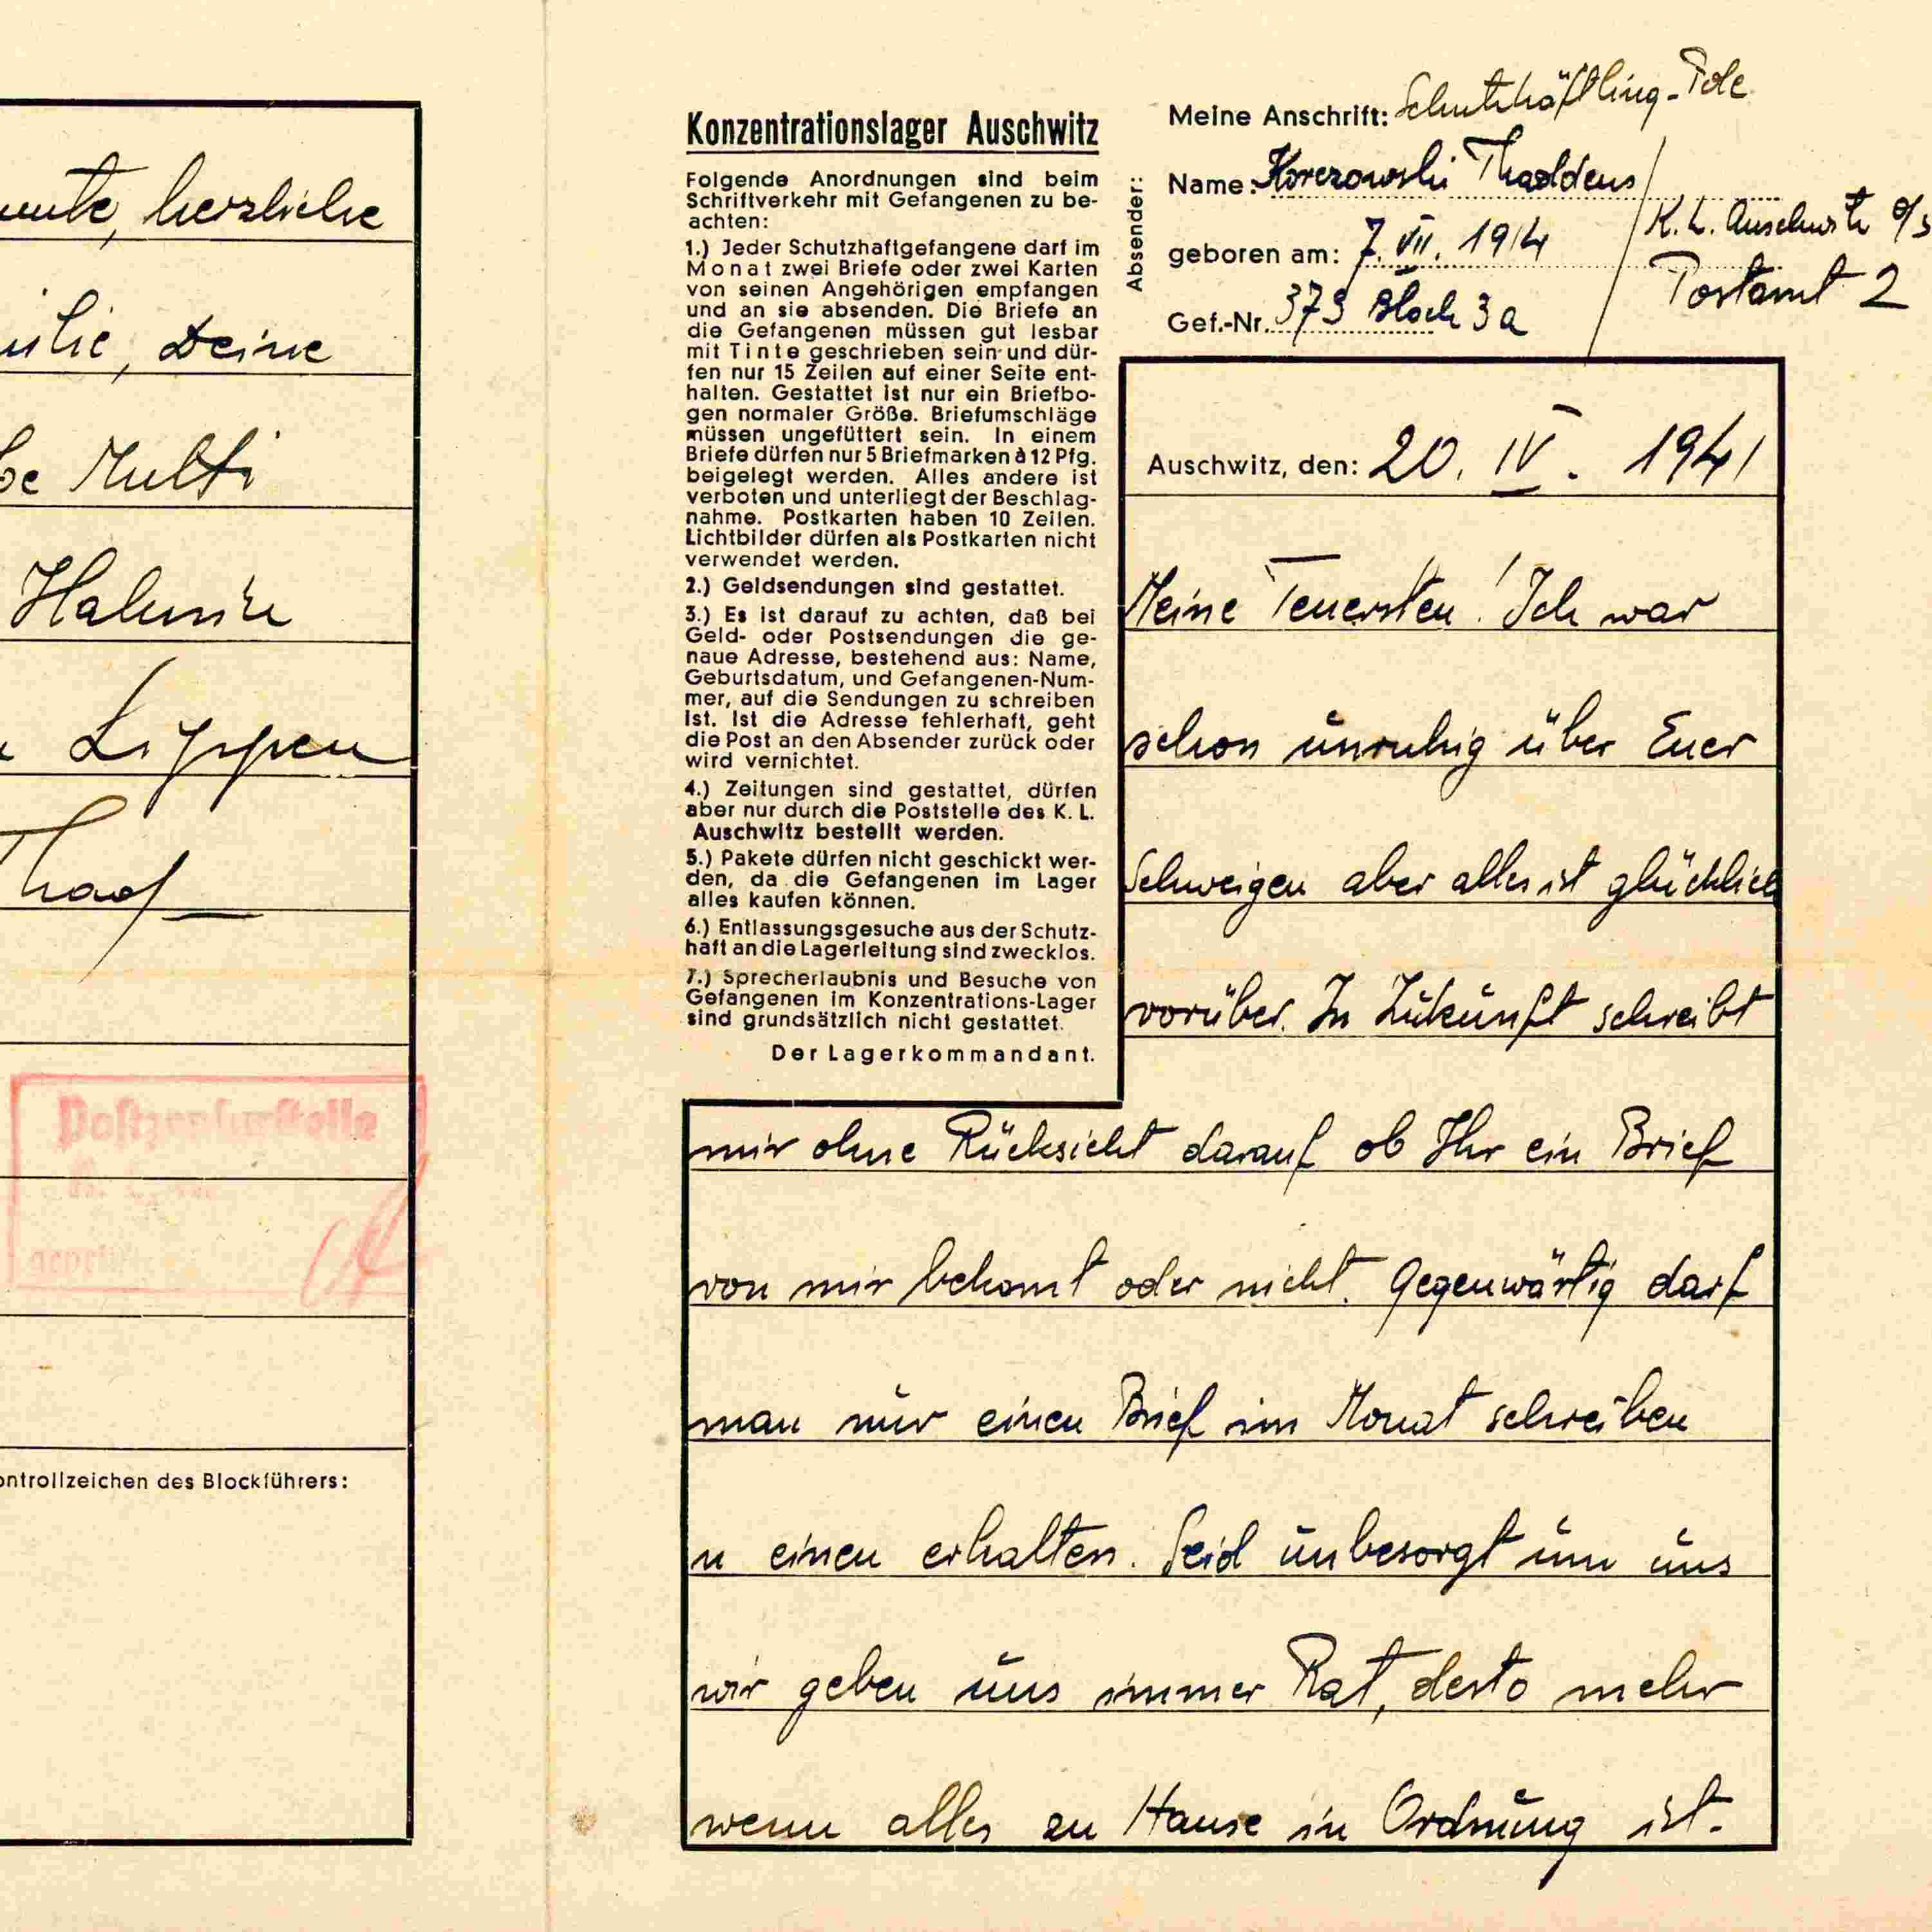 ente, herzliche
ilie, Deine
be Multi
Halusia
Lippen
Thad
Postzensurstelle
K. L.
geprüft
ontrollzeichen des Blockführers:
Konzentrationslager Auschwitz
Folgende Anordnungen sind beim
Schriftverkehr mit Gefangenen zu be-
achten:
1.) Jeder Schutzhaftgefangene darf im
Monat zwei Briefe oder zwei Karten
von seinen Angehörigen empfangen
und an sie absenden. Die Briefe an
die Gefangenen müssen gut lesbar
mit Tinte geschrieben sein und dür-
fen nur 15 Zeilen auf einer Seite ent-
halten. Gestattet ist nur ein Briefbo-
gen normaler Größe. Briefumschläge
müssen ungefüttert sein. In einem
Briefe dürfen nur 5 Briefmarken à 12 Pfg.
beigelegt werden. Alles andere ist
verboten und unterliegt der Beschlag-
nahme. Postkarten haben 10 Zeilen.
Lichtbilder dürfen als Postkarten nicht
verwendet werden.
2.) Geldsendungen sind gestattet.
3.) Es ist darauf zu achten, daß bei
Geld- oder Postsendungen die ge-
naue Adresse, bestehend aus: Name,
Geburtsdatum, und Gefangenen-Num-
mer, auf die Sendungen zu schreiben
ist. Ist die Adresse fehlerhaft, geht
die Post an den Absender zurück oder
wird vernichtet.
4.) Zeitungen sind gestattet, dürfen
aber nur durch die Poststelle des K. L.
Auschwitz bestellt werden.
5.) Pakete dürfen nicht geschickt wer-
den, da die Gefangenen im Lager
alles kaufen können.
6.) Entlassungsgesuche aus der Schutz-
haft an die Lagerleitung sind zwecklos.
7.) Sprecherlaubnis und Besuche von
Gefangenen im Konzentrations-Lager
sind grundsätzlich nicht gestattet.
Der Lagerkommandant.
Absender:
Meine Anschrift: Schutzhäftling-Pole
Name: Korczowski Thaddeus
geboren am: 7. VII. 1914
Gef.-Nr. 373 Block 3a
K. L. Auschwitz O/S
Postamt 2
Auschwitz, den: 20. IV. 1941
Meine Teuersten! Ich war
schon unruhig über Euer
Schweigen aber alles ist glücklich
vorüber. In Zukunft schreibt
mir ohne Rücksicht darauf ob Ihr ein Brief
von mir bekomt oder nicht. Gegenwärtig darf
man nur einen Brief im Monat schreiben
u einen erhalten. Seid unbesorgt um uns
wir geben uns immer Rat, desto mehr
wenn alles zu Hause in Ordnung ist.